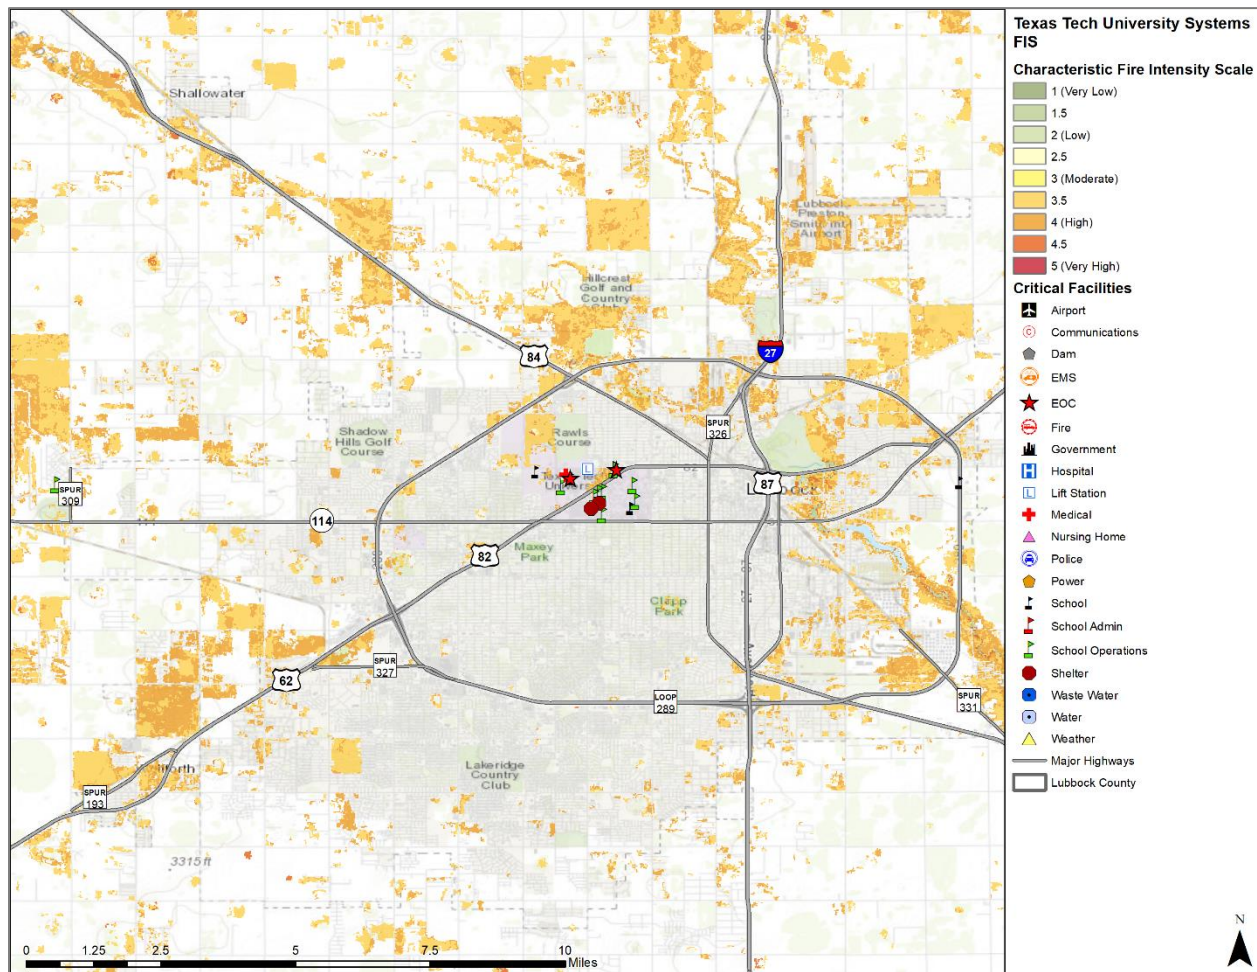 Texas Tech University Systems
FIS
Characteristic Fire Intensity Scale
1 (Very Low)
1.5
2 (Low)
2.5
3 (Moderate)
3.5
4 (High)
4.5
5 (Very High)
Critical Facilities
Airport
C
Communications
Dam
EMS
EOC
Fire
Government
H
Hospital
L
Lift Station
Medical
Nursing Home
Police
Power
School
School Admin
School Operations
Shelter
Waste Water
Water
Weather
Major Highways
Lubbock County
N
Shallowater
Lubbock
Preston
Smith
Airport
Hillcrest
Golf and
Country
84
27
SPUR
326
Shadow
Hills Golf
Course
Rawls
Course
L
SPUR
309
87
114
82
Maxey
Park
Clapp
Park
62
SPUR
327
LOOP
289
SPUR
331
SPUR
193
Lakeridge
Country
Club
3315 ft
0 1.25 2.5 5 7.5 10
Miles